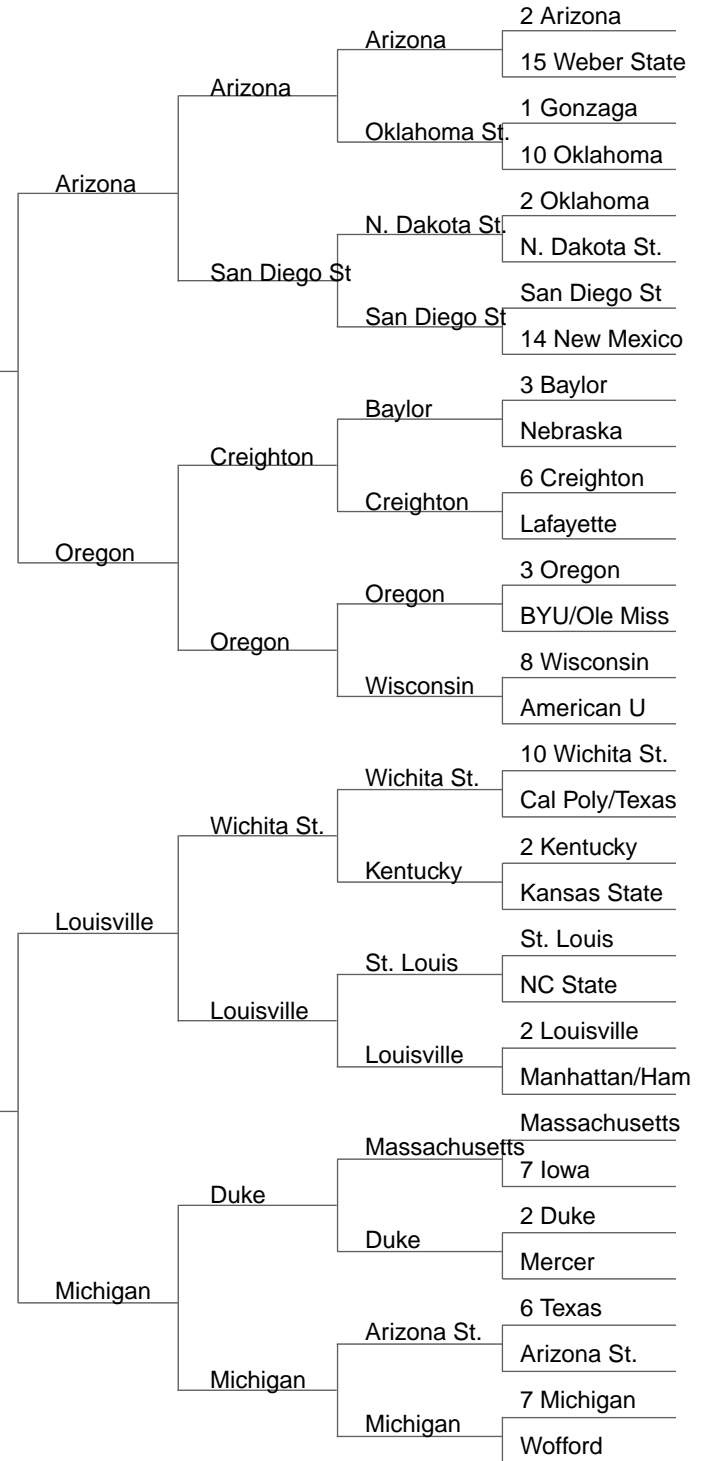 2 Arizona
Arizona
15 Weber State
Arizona
1 Gonzaga
Oklahoma St.
10 Oklahoma
Arizona
2 Oklahoma
N. Dakota St.
N. Dakota St.
San Diego St
San Diego St
San Diego St
14 New Mexico
3 Baylor
Baylor
Nebraska
Creighton
6 Creighton
Creighton
Lafayette
Oregon
3 Oregon
Oregon
BYU/Ole Miss
Oregon
8 Wisconsin
Wisconsin
American U
10 Wichita St.
Wichita St.
Cal Poly/Texas
Wichita St.
2 Kentucky
Kentucky
Kansas State
Louisville
St. Louis
St. Louis
NC State
Louisville
2 Louisville
Louisville
Manhattan/Ham
Massachusetts
Massachusetts
7 Iowa
Duke
2 Duke
Duke
Mercer
Michigan
6 Texas
Arizona St.
Arizona St.
Michigan
7 Michigan
Michigan
Wofford